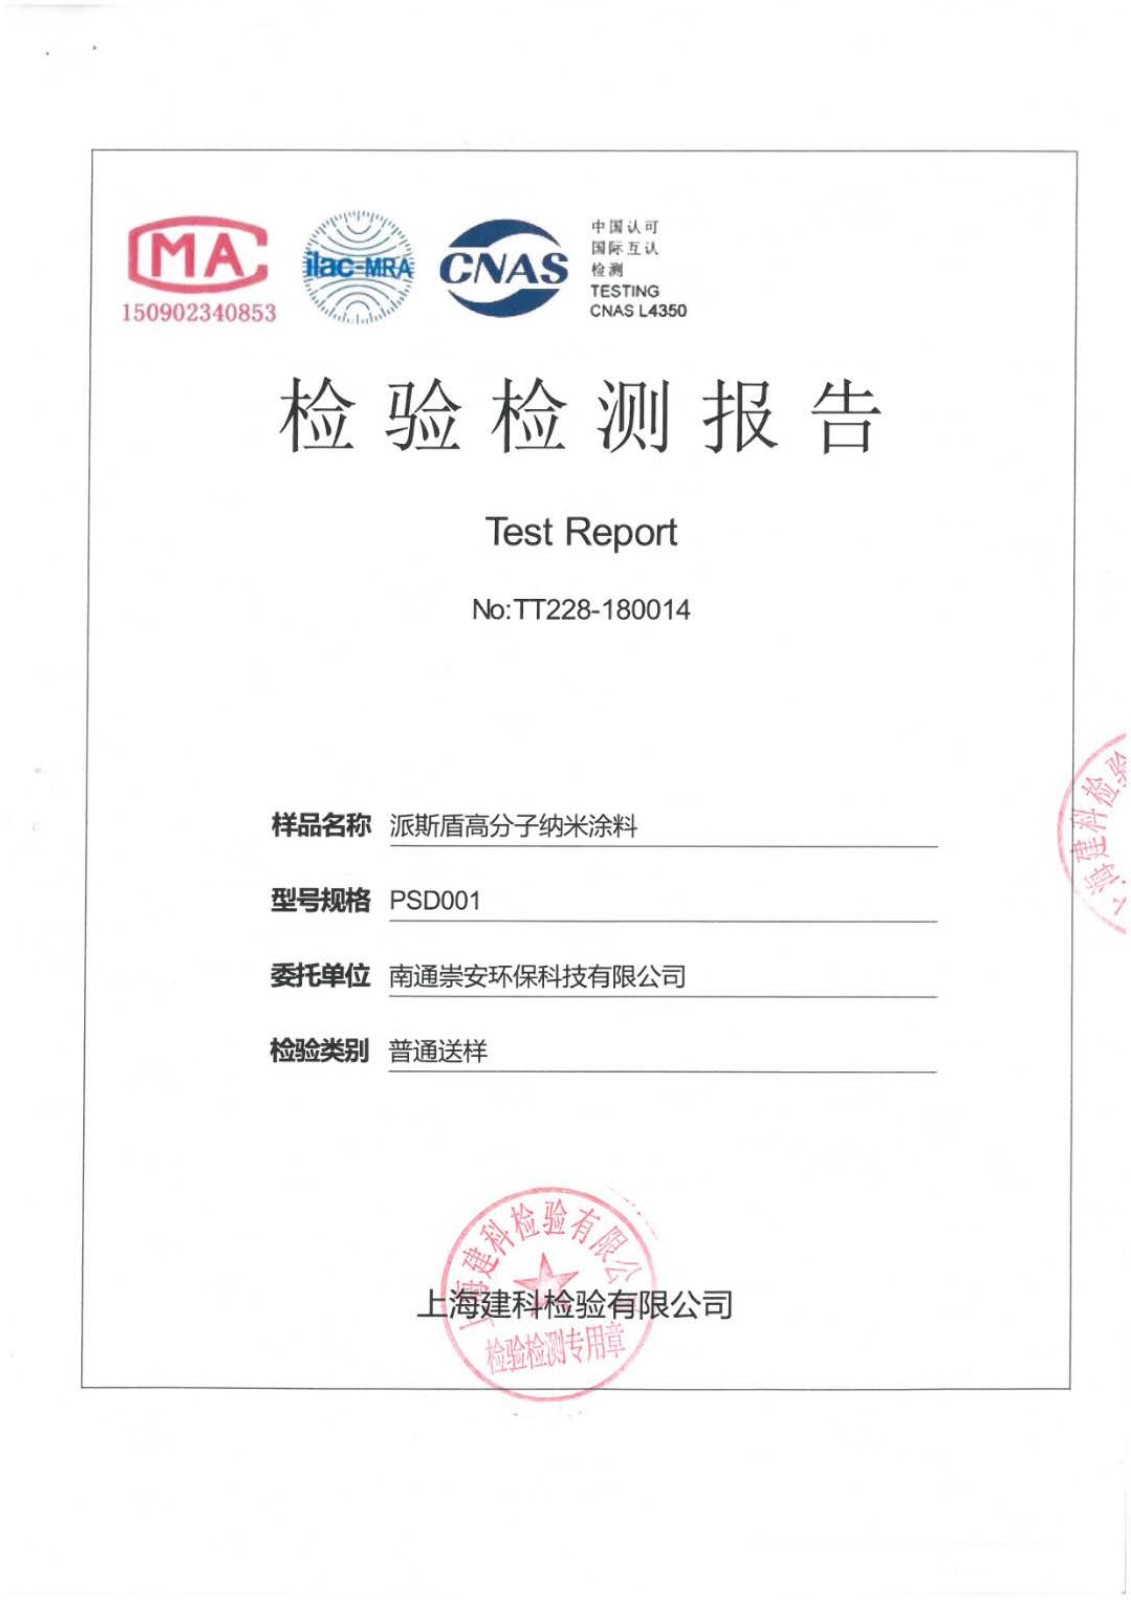 MA
150902340853
ilac-MRA
CNAS
中国认可
国际互认
检测
TESTING
CNAS L4350
检验检测报告
Test Report
No:TT228-180014
样品名称 派斯盾高分子纳米涂料
型号规格 PSD001
委托单位 南通崇安环保科技有限公司
检验类别 普通送样
上海建科检验有限公司
上海建科检验有限公司
检验检测专用章
上海建科检验